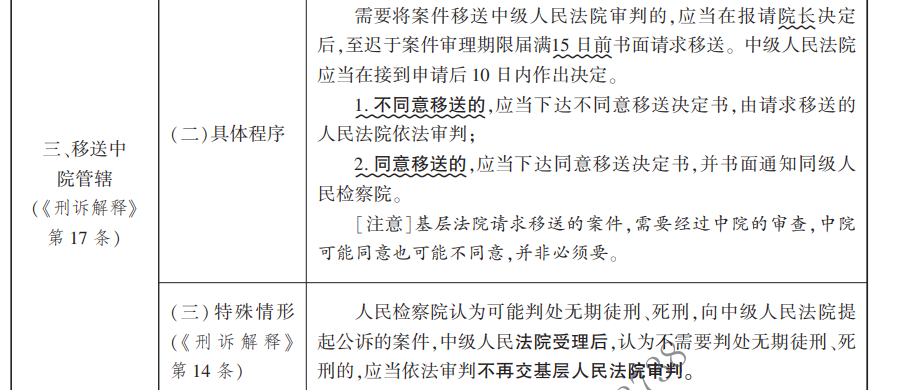 三、移送中
院管辖
(《刑诉解释》
第17条)
(二)具体程序
需要将案件移送中级人民法院审判的,应当在报请院长决定
后,至迟于案件审理期限届满15日前书面请求移送。中级人民法院
应当在接到申请后10日内作出决定。
1.不同意移送的,应当下达不同意移送决定书,由请求移送的
人民法院依法审判;
2.同意移送的,应当下达同意移送决定书,并书面通知同级人
民检察院。
[注意]基层法院请求移送的案件,需要经过中院的审查,中院
可能同意也可能不同意,并非必须要。
(三)特殊情形
(《刑诉解释》
第14条)
人民检察院认为可能判处无期徒刑、死刑,向中级人民法院提
起公诉的案件,中级人民法院受理后,认为不需要判处无期徒刑、死
刑的,应当依法审判不再交基层人民法院审判。